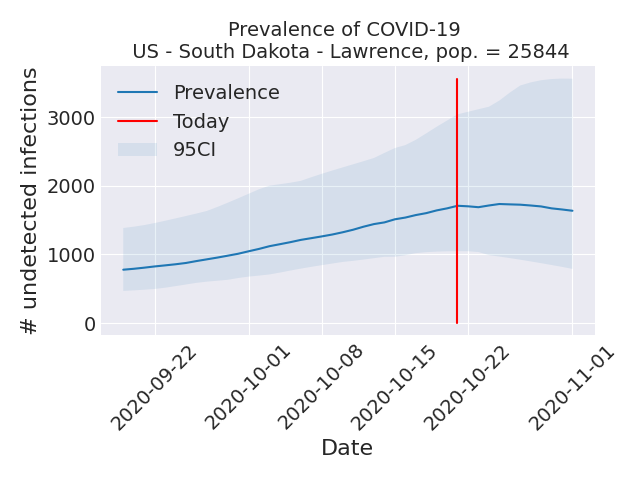 Prevalence of COVID-19
US - South Dakota - Lawrence, pop. = 25844
Prevalence
Today
95CI
# undetected infections
3000
2000
1000
0
2020-09-22
2020-10-01
2020-10-08
2020-10-15
2020-10-22
2020-11-01
Date